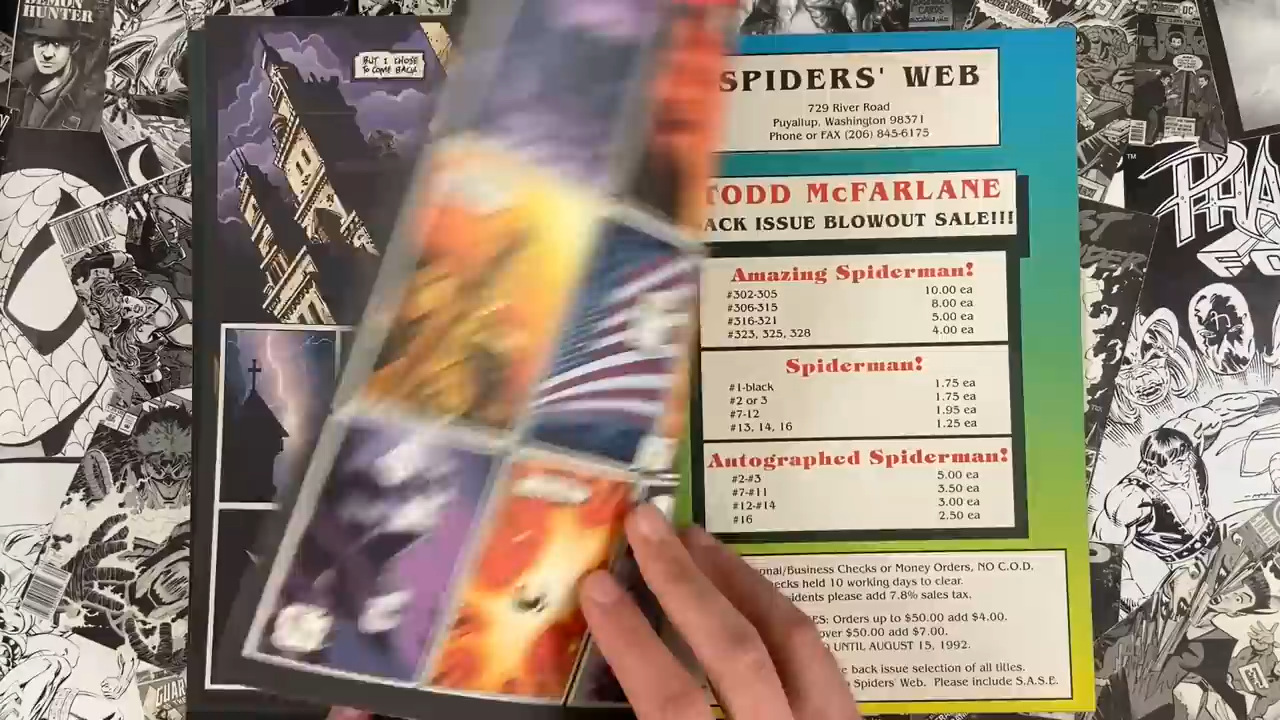 DEMON
HUNTER
BUT I CHOSE
TO COME BACK.
SPIDERS' WEB
729 River Road
Puyallup, Washington 98371
Phone or FAX (206) 845-6175
TODD McFARLANE
ACK ISSUE BLOWOUT SALE!!!
Amazing Spiderman!
#302-305 10.00 ea
#306-315 8.00 ea
#316-321 5.00 ea
#323, 325, 328 4.00 ea
Spiderman!
#1-black 1.75 ea
#2 or 3 1.75 ea
#7-12 1.95 ea
#13, 14, 16 1.25 ea
Autographed Spiderman!
#2-#3 5.00 ea
#7-#11 3.50 ea
#12-#14 3.00 ea
#16 2.50 ea
onal/Business Checks or Money Orders, NO C.O.D.
ecks held 10 working days to clear.
idents please add 7.8% sales tax.
ES: Orders up to $50.00 add $4.00.
over $50.00 add $7.00.
UNTIL AUGUST 15, 1992.
e back issue selection of all titles.
Spiders' Web. Please include S.A.S.E.
PHA